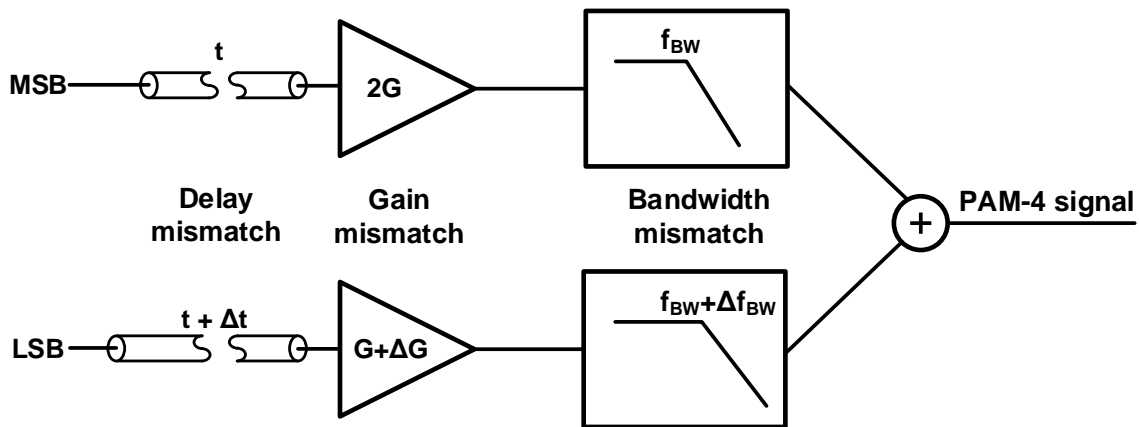 t
MSB
2G
f_BW
Delay
mismatch
Gain
mismatch
Bandwidth
mismatch
+
PAM-4 signal
t + Δt
LSB
G+ΔG
f_BW+Δf_BW